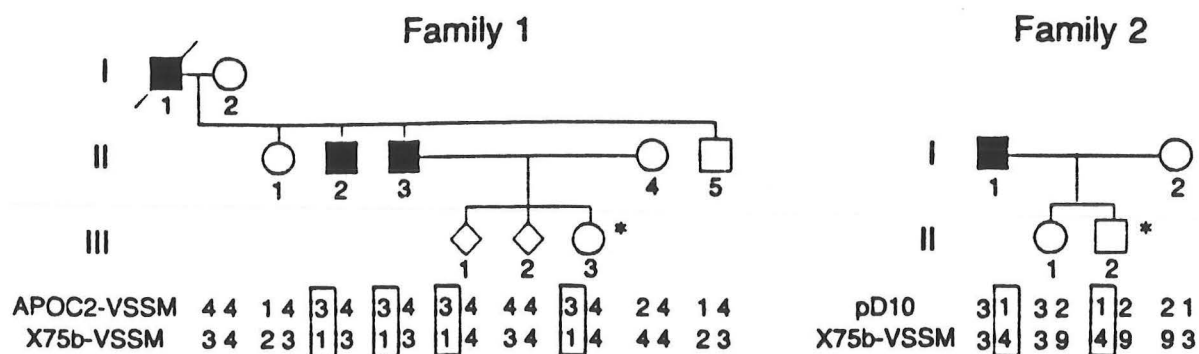 Family 1 Family 2
I
1 2
II I
1 2 3 4 5 1 2
III * II *
1 2 3 1 2
APOC2-VSSM 4 4 1 4 3 4 3 4 3 4 4 4 3 4 2 4 1 4 pD10 3 1 3 2 1 2 2 1
X75b-VSSM 3 4 2 3 1 3 1 3 1 4 3 4 1 4 4 4 2 3 X75b-VSSM 3 4 3 9 4 9 9 3